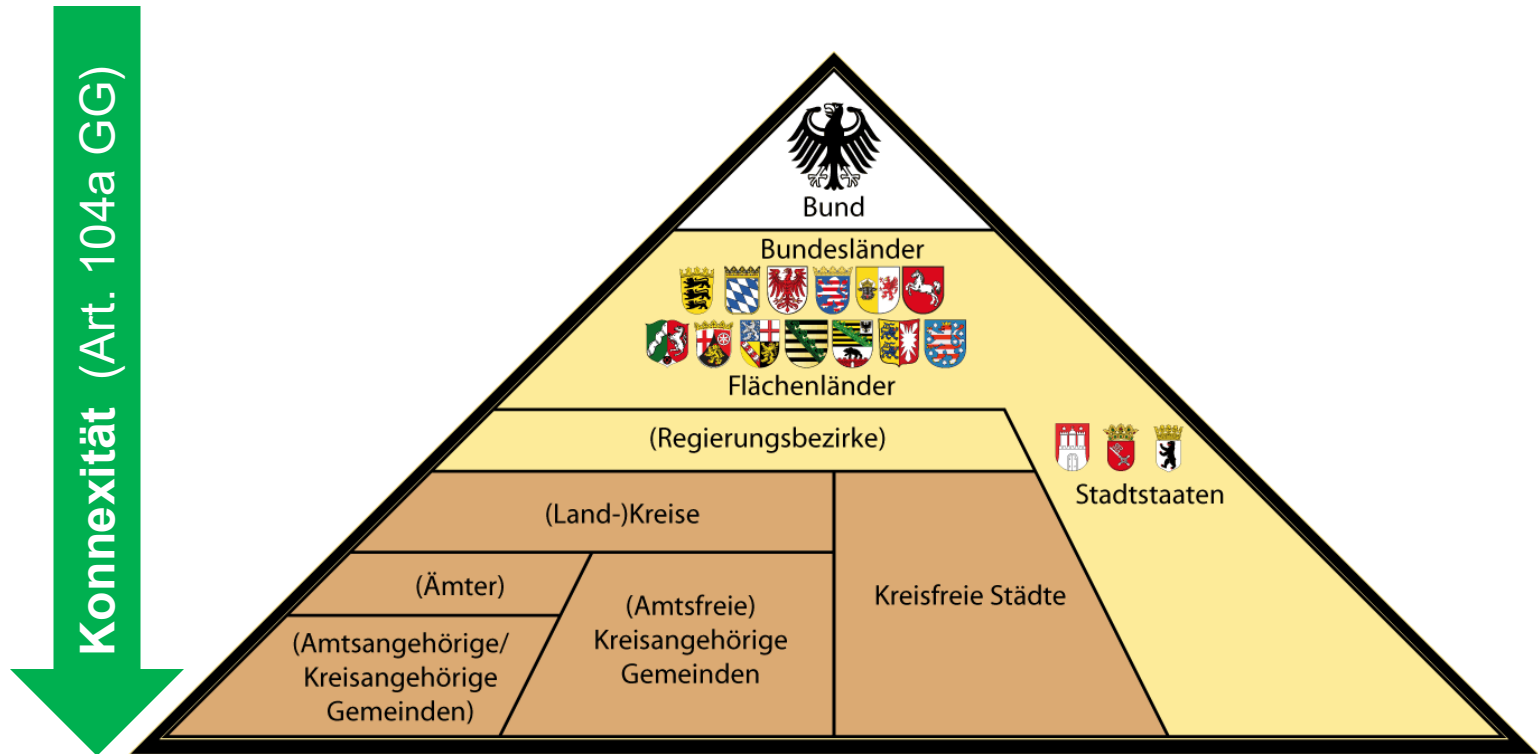 Konnexität (Art. 104a GG)
Bund
Bundesländer
Flächenländer
(Regierungsbezirke)
Stadtstaaten
(Land-)Kreise
(Ämter)
(Amtsangehörige/
Kreisangehörige
Gemeinden)
(Amtsfreie)
Kreisangehörige
Gemeinden
Kreisfreie Städte